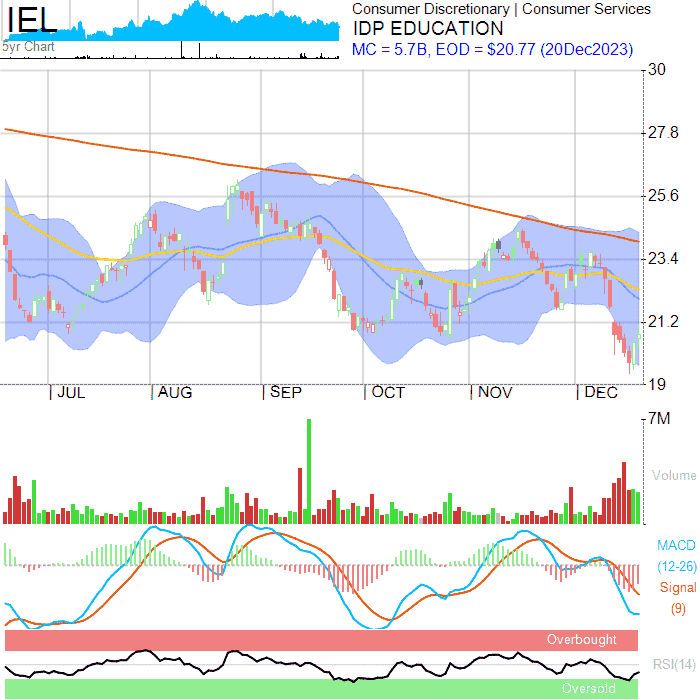 IEL
5yr Chart
Consumer Discretionary | Consumer Services
IDP EDUCATION
MC = 5.7B, EOD = $20.77 (20Dec2023)
30
27.8
25.6
23.4
21.2
19
| JUL | AUG | SEP | OCT | NOV | DEC
7M
Volume
MACD
(12-26)
Signal
(9)
Overbought
RSI(14)
Oversold